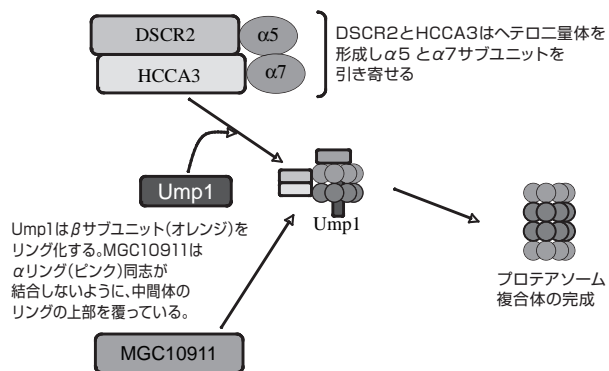 DSCR2
α5
HCCA3
α7
DSCR2とHCCA3はヘテロ二量体を
形成しα5 とα7サブユニットを
引き寄せる
Ump1
Ump1
Ump1はβサブユニット(オレンジ)を
リング化する。MGC10911は
αリング(ピンク)同志が
結合しないように、中間体の
リングの上部を覆っている。
プロテアソーム
複合体の完成
MGC10911